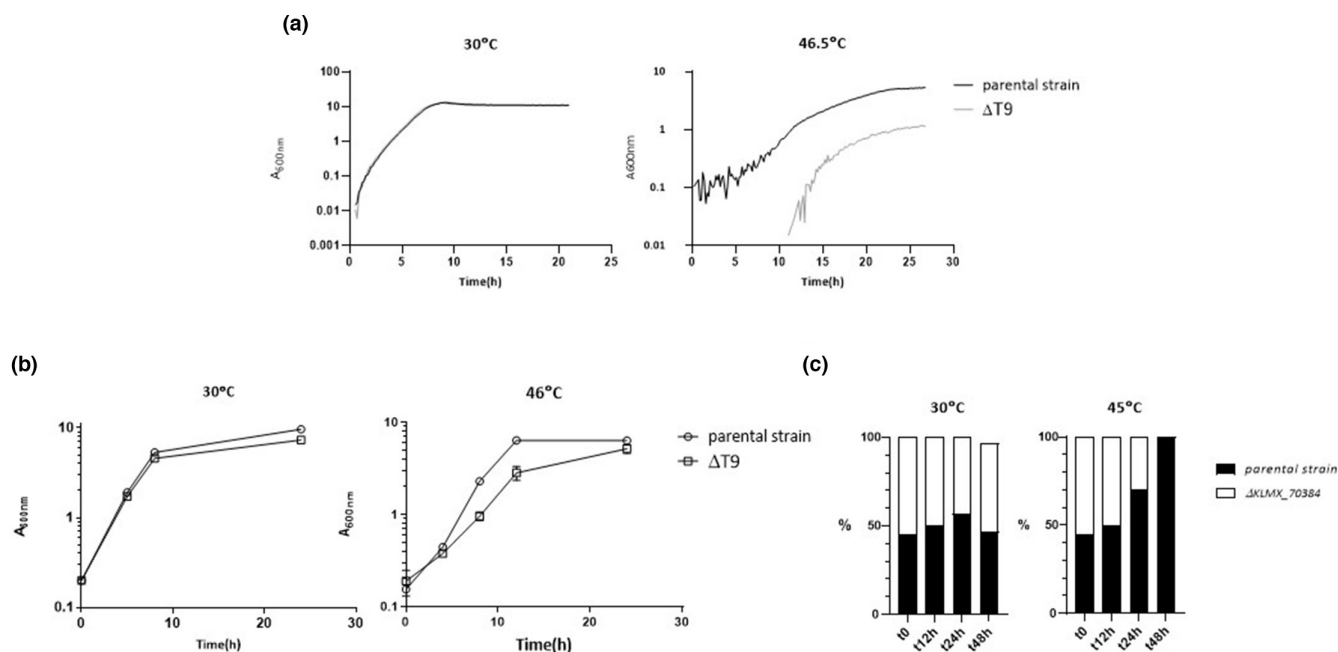 (a)
30°C
100
10
1
0.1
0.01
0.001
A600nm
0 5 10 15 20 25
Time(h)
46.5°C
10
1
0.1
0.01
A600nm
0 5 10 15 20 25 30
Time(h)
parental strain
ΔT9
(b)
30°C
10
1
0.1
A600nm
0 10 20 30
Time(h)
46°C
10
1
0.1
A600nm
0 10 20 30
Time(h)
parental strain
ΔT9
(c)
30°C
100
50
0
%
t0 t12h t24h t48h
45°C
100
50
0
%
t0 t12h t24h t48h
parental strain
ΔKLMX_70384